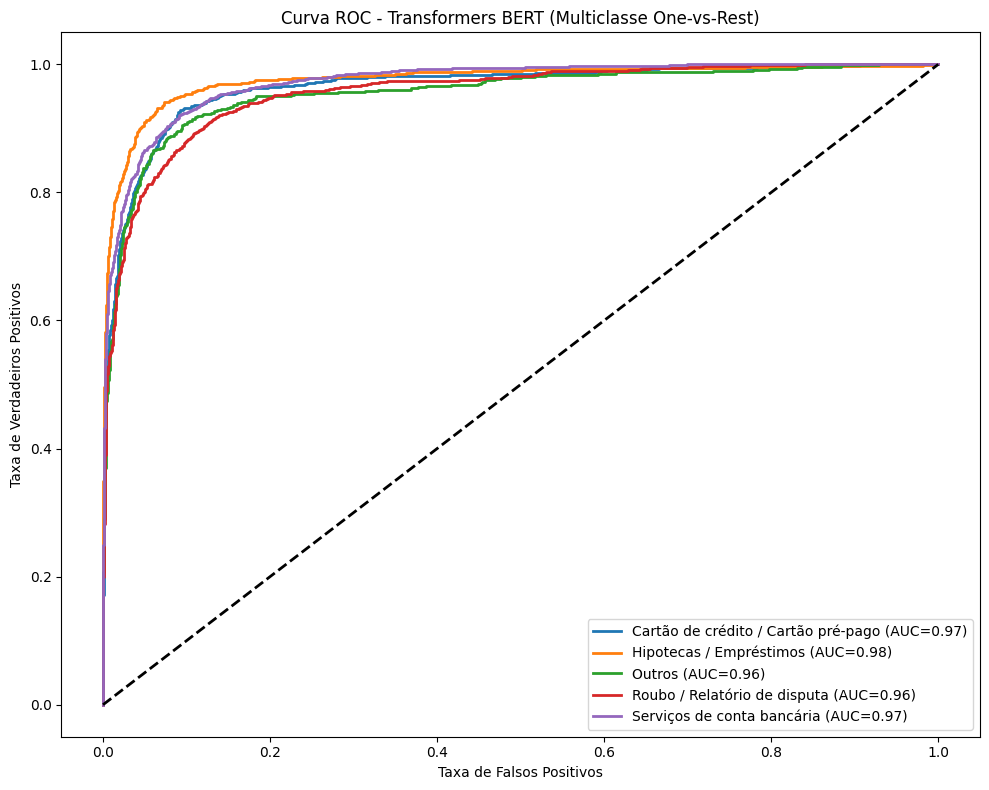 Curva ROC - Transformers BERT (Multiclasse One-vs-Rest)
Taxa de Verdadeiros Positivos
1.0
0.8
0.6
0.4
0.2
0.0
0.0 0.2 0.4 0.6 0.8 1.0
Taxa de Falsos Positivos
Cartão de crédito / Cartão pré-pago (AUC=0.97)
Hipotecas / Empréstimos (AUC=0.98)
Outros (AUC=0.96)
Roubo / Relatório de disputa (AUC=0.96)
Serviços de conta bancária (AUC=0.97)